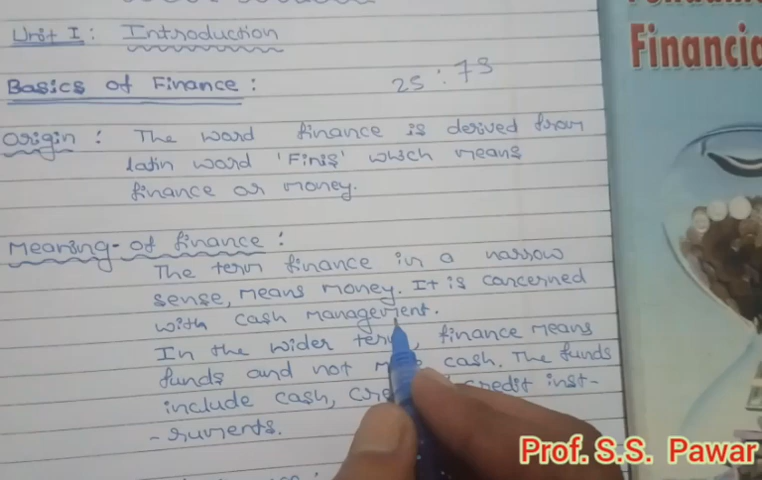 Unit I: Introduction
Basics of Finance:
25:75
Origin: The word finance is derived from
latin word 'Finis' which means
finance or money.
Meaning of finance:
The term finance in a narrow
sense, means money. It is concerned
with cash management.
In the wider term, finance means
funds and not cash. The funds
include cash, credit inst-
-ruments.
Financia
Prof. S.S. Pawar